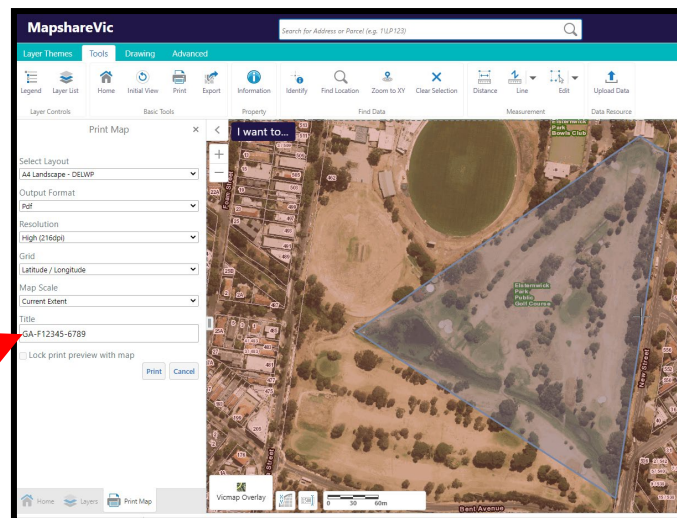 MapshareVic
Search for Address or Parcel (e.g. 1\LP123)
Layer Themes Tools Drawing Advanced
Legend Layer List Home Initial View Print Export Information Identify Find Location Zoom to XY Clear Selection Distance Line Edit Upload Data
Layer Controls Basic Tools Property Find Data Measurement Data Resource
Print Map
I want to...
Select Layout
A4 Landscape - DELWP
Output Format
Pdf
Resolution
High (216dpi)
Grid
Latitude / Longitude
Map Scale
Current Extent
Title
GA-F12345-6789
Lock print preview with map
Print Cancel
Home Layers Print Map
Elsternwick
Park
Bowls Club
Elsternwick
Park
Public
Golf Course
New Street
Bent Avenue
Vicmap Overlay
0 30 60m